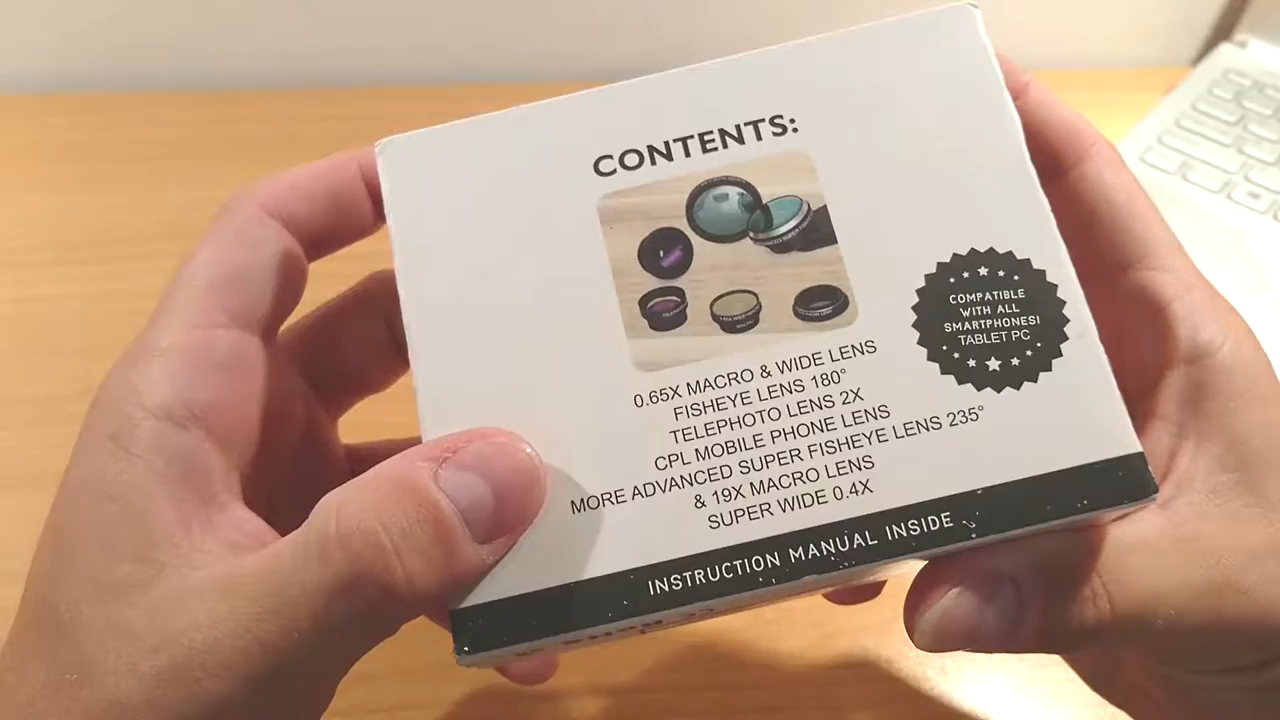 CONTENTS:
0.65X MACRO & WIDE LENS
FISHEYE LENS 180°
TELEPHOTO LENS 2X
CPL MOBILE PHONE LENS
MORE ADVANCED SUPER FISHEYE LENS 235°
& 19X MACRO LENS
SUPER WIDE 0.4X
INSTRUCTION MANUAL INSIDE
COMPATIBLE
WITH ALL
SMARTPHONES!
TABLET PC